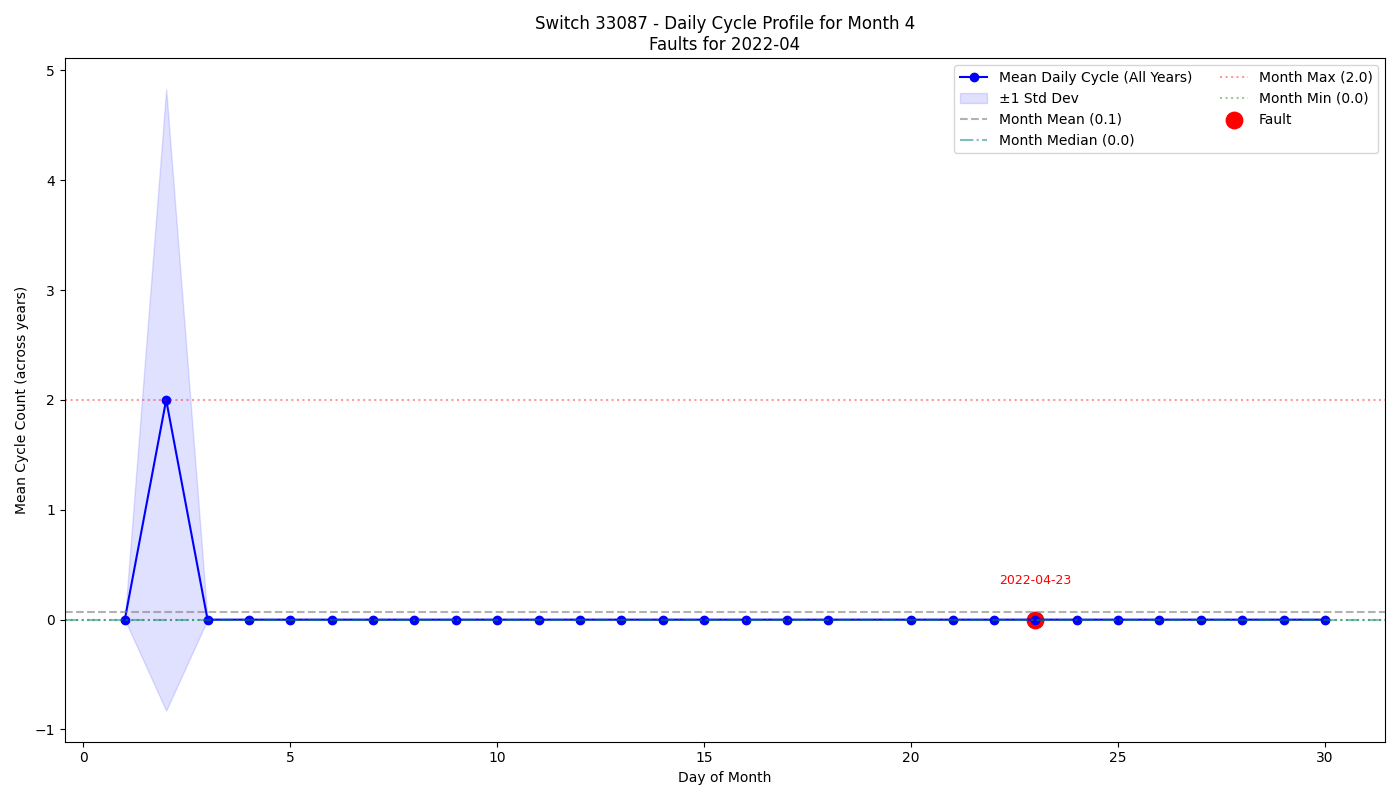 Switch 33087 - Daily Cycle Profile for Month 4
Faults for 2022-04
Mean Daily Cycle (All Years)
±1 Std Dev
Month Mean (0.1)
Month Median (0.0)
Month Max (2.0)
Month Min (0.0)
Fault
5
4
3
2
1
0
−1
Mean Cycle Count (across years)
2022-04-23
0
5
10
15
20
25
30
Day of Month